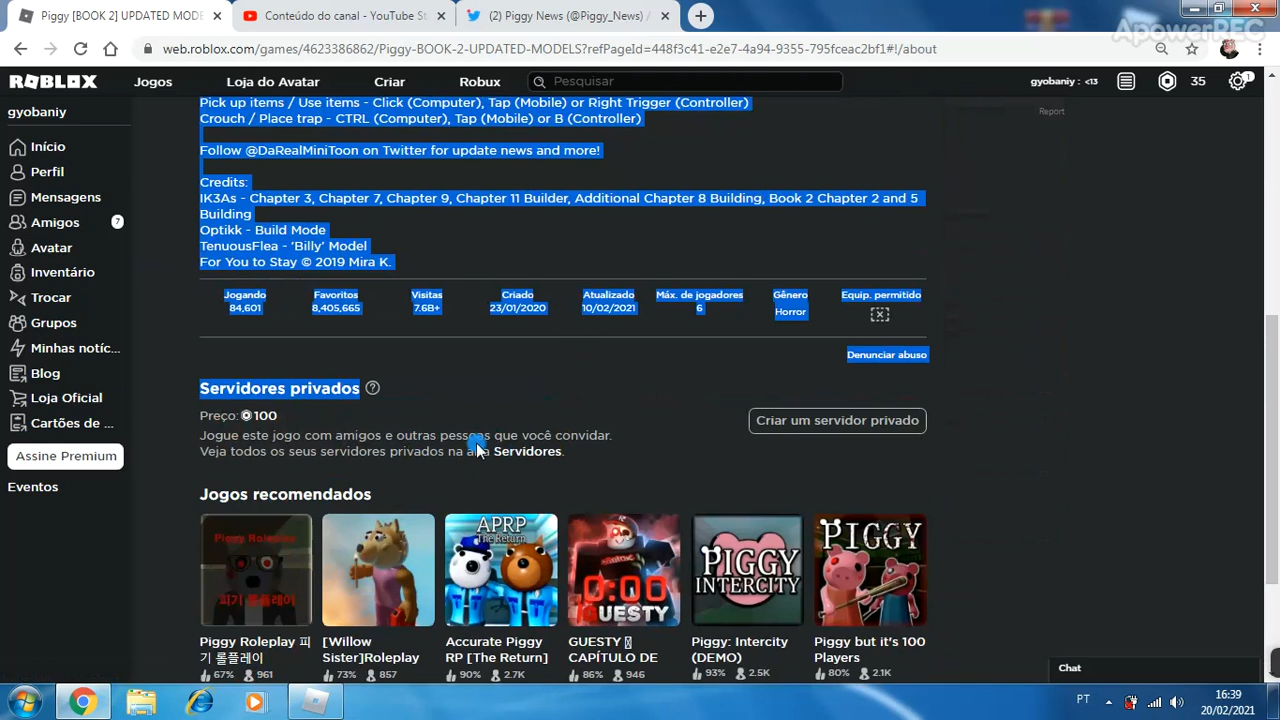 Piggy [BOOK 2] UPDATED MODE
Conteúdo do canal - YouTube St
(2) Piggy News (@Piggy_News) /
ApowerREC
web.roblox.com/games/4623386862/Piggy-BOOK-2-UPDATED-MODELS?refPageId=448f3c41-e2e7-4a94-9355-795fceac2bf1#!/about
ROBLOX
Jogos
Loja do Avatar
Criar
Robux
Pesquisar
gyobaniy : <13
35
1
gyobaniy
Início
Perfil
Mensagens
Amigos
7
Avatar
Inventário
Trocar
Grupos
Minhas notíc...
Blog
Loja Oficial
Cartões de ...
Assine Premium
Eventos
Pick up items / Use items - Click (Computer), Tap (Mobile) or Right Trigger (Controller)
Crouch / Place trap - CTRL (Computer), Tap (Mobile) or B (Controller)
Follow @DaRealMiniToon on Twitter for update news and more!
Credits:
IK3As - Chapter 3, Chapter 7, Chapter 9, Chapter 11 Builder, Additional Chapter 8 Building, Book 2 Chapter 2 and 5
Building
Optikk - Build Mode
TenuousFlea - 'Billy' Model
For You to Stay © 2019 Mira K.
Report
Jogando Favoritos Visitas Criado Atualizado Máx. de jogadores Gênero Equip. permitido
84,601 8,405,665 7.6B+ 23/01/2020 10/02/2021 6 Horror
Denunciar abuso
Servidores privados
Preço: 100
Criar um servidor privado
Jogue este jogo com amigos e outras pessoas que você convidar.
Veja todos os seus servidores privados na Servidores.
Jogos recomendados
Piggy Roleplay
피기 롤플레이
APRP
The Return
0:00
GUESTY
PIGGY
INTERCITY
PIGGY
Piggy Roleplay 피
기 롤플레이
67% 961
[Willow
Sister]Roleplay
73% 857
Accurate Piggy
RP [The Return]
90% 2.7K
GUESTY
CAPÍTULO DE
86% 946
Piggy: Intercity
(DEMO)
93% 2.5K
Piggy but it's 100
Players
80% 2.1K
Chat
PT
16:39
20/02/2021